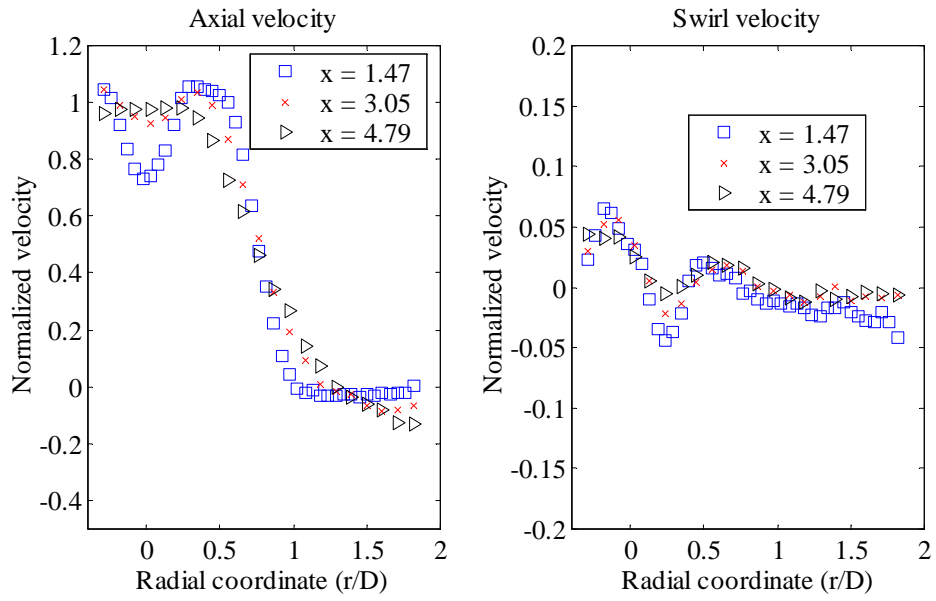 Axial velocity
Normalized velocity
1.2
1
0.8
0.6
0.4
0.2
0
-0.2
-0.4
x = 1.47
x = 3.05
x = 4.79
0 0.5 1 1.5 2
Radial coordinate (r/D)
Swirl velocity
Normalized velocity
0.2
0.15
0.1
0.05
0
-0.05
-0.1
-0.15
-0.2
x = 1.47
x = 3.05
x = 4.79
0 0.5 1 1.5 2
Radial coordinate (r/D)